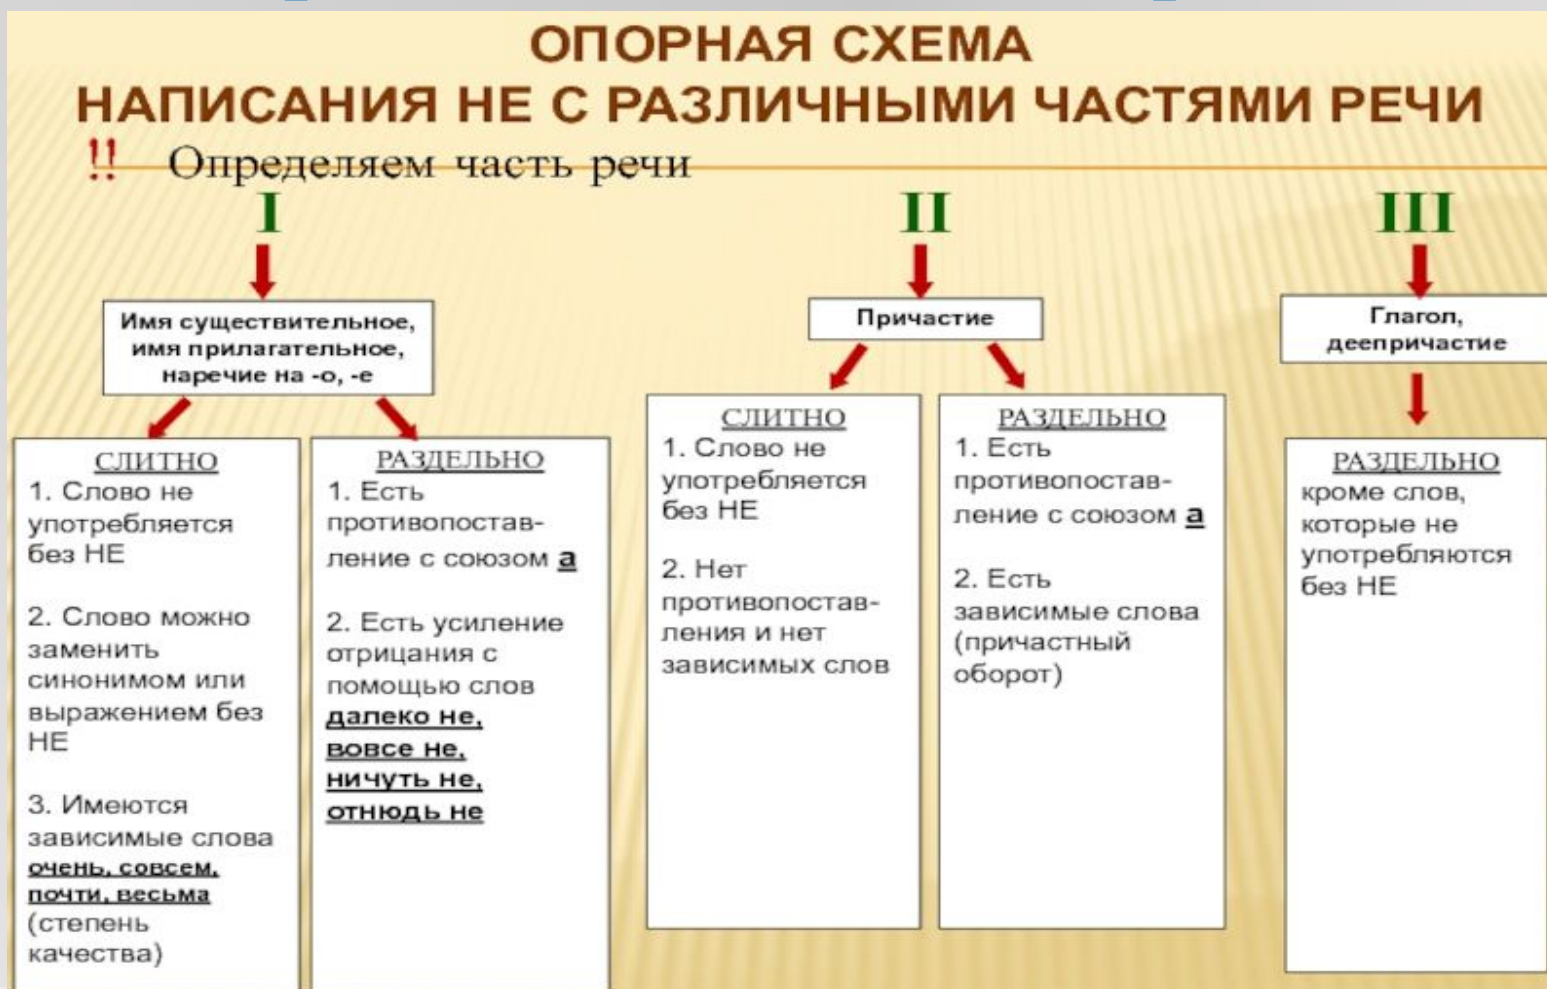 ОПОРНАЯ СХЕМА
НАПИСАНИЯ НЕ С РАЗЛИЧНЫМИ ЧАСТЯМИ РЕЧИ
!! Определяем часть речи
I
II
III
Имя существительное,
имя прилагательное,
наречие на -о, -е
СЛИТНО
1. Слово не
употребляется
без НЕ
2. Слово можно
заменить
синонимом или
выражением без
НЕ
3. Имеются
зависимые слова
очень, совсем,
почти, весьма
(степень
качества)
РАЗДЕЛЬНО
1. Есть
противопостав-
ление с союзом а
2. Есть усиление
отрицания с
помощью слов
далеко не,
вовсе не,
ничуть не,
отнюдь не
Причастие
СЛИТНО
1. Слово не
употребляется
без НЕ
2. Нет
противопостав-
ления и нет
зависимых слов
РАЗДЕЛЬНО
1. Есть
противопостав-
ление с союзом а
2. Есть
зависимые слова
(причастный
оборот)
Глагол,
деепричастие
РАЗДЕЛЬНО
кроме слов,
которые не
употребляются
без НЕ